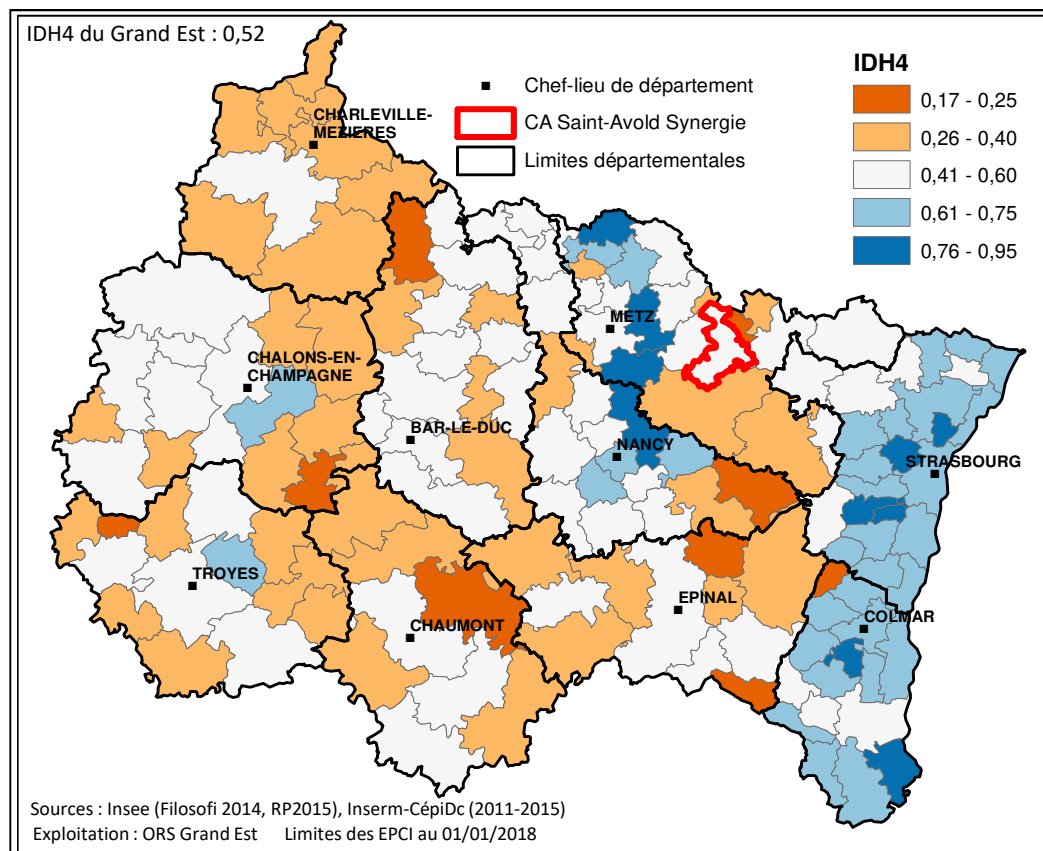 IDH4 du Grand Est : 0,52
IDH4
Chef-lieu de département
CA Saint-Avold Synergie
Limites départementales
0,17 - 0,25
0,26 - 0,40
0,41 - 0,60
0,61 - 0,75
0,76 - 0,95
CHARLEVILLE-
MEZIERES
METZ
CHALONS-EN-
CHAMPAGNE
BAR-LE-DUC
NANCY
STRASBOURG
TROYES
EPINAL
CHAUMONT
COLMAR
Sources : Insee (Filosofi 2014, RP2015), Inserm-CépiDc (2011-2015)
Exploitation : ORS Grand Est Limites des EPCI au 01/01/2018